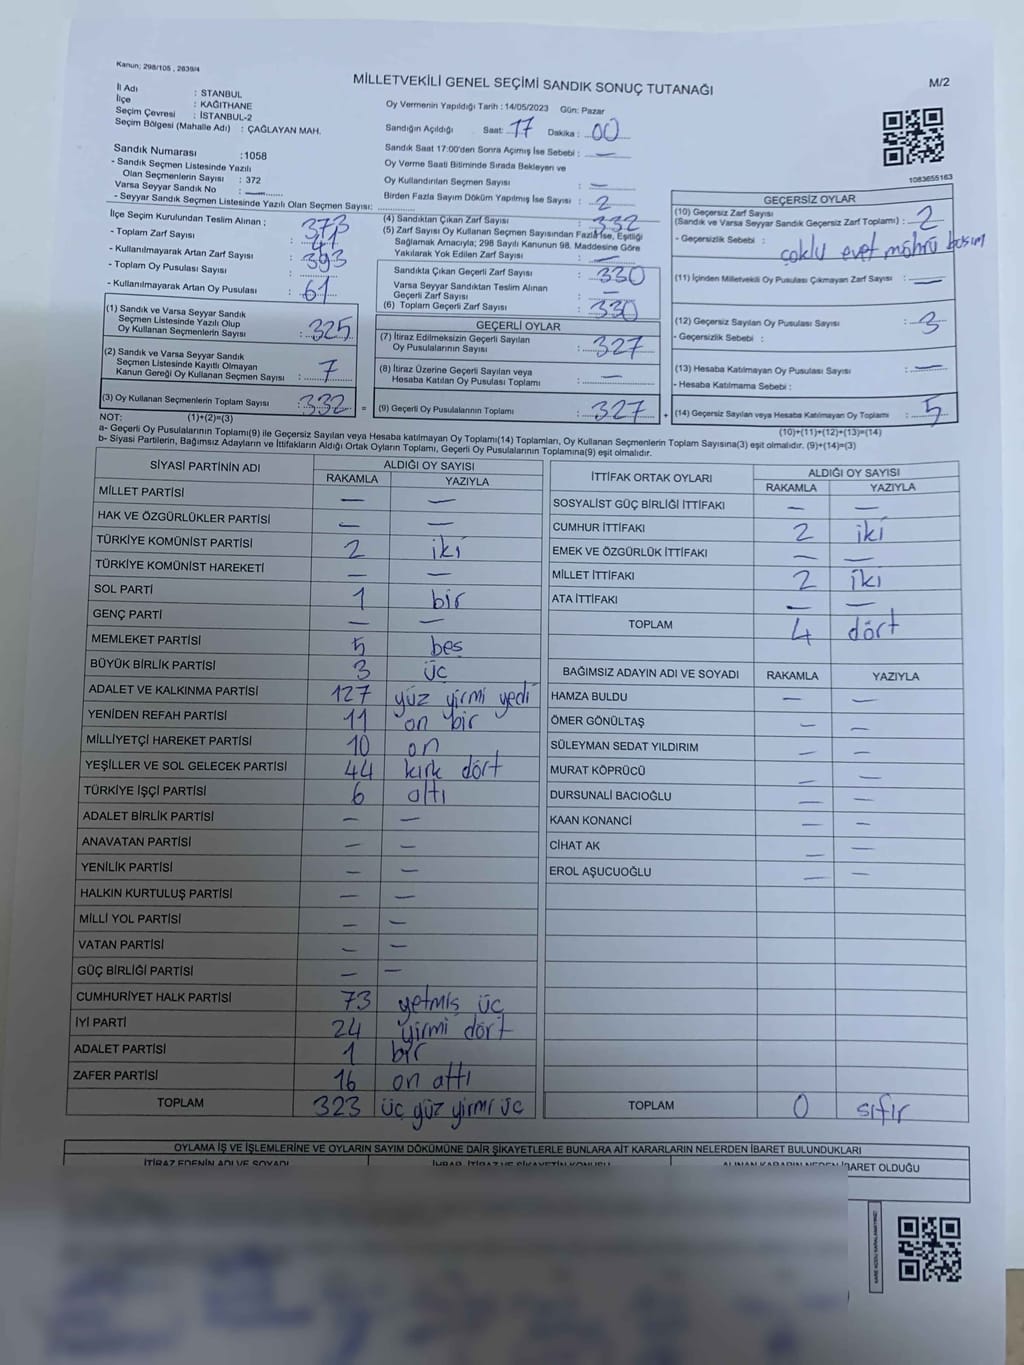 Kanun; 298/105 , 2839/4
MİLLETVEKİLİ GENEL SEÇİMİ SANDIK SONUÇ TUTANAĞI
M/2
İl Adı : STANBUL
İlçe : KAĞITHANE
Seçim Çevresi : İSTANBUL-2
Seçim Bölgesi (Mahalle Adı) : ÇAĞLAYAN MAH.
Oy Vermenin Yapıldığı Tarih : 14/05/2023 Gün: Pazar
Sandığın Açıldığı Saat: 17 Dakika : 00
Sandık Saat 17:00'den Sonra Açımış İse Sebebi : —
Oy Verme Saati Bitiminde Sırada Bekleyen ve
Oy Kullandırılan Seçmen Sayısı : —
Birden Fazla Sayım Döküm Yapılmış İse Sayısı : 2
1083655163
Sandık Numarası :1058
- Sandık Seçmen Listesinde Yazılı
Olan Seçmenlerin Sayısı : 372
Varsa Seyyar Sandık No : —
- Seyyar Sandık Seçmen Listesinde Yazılı Olan Seçmen Sayısı:
İlçe Seçim Kurulundan Teslim Alınan ;
- Toplam Zarf Sayısı : 373
- Kullanılmayarak Artan Zarf Sayısı : 41
- Toplam Oy Pusulası Sayısı : 393
- Kullanılmayarak Artan Oy Pusulası : 61
(1) Sandık ve Varsa Seyyar Sandık
Seçmen Listesinde Yazılı Olup
Oy Kullanan Seçmenlerin Sayısı : 325
(2) Sandık ve Varsa Seyyar Sandık
Seçmen Listesinde Kayıtlı Olmayan
Kanun Gereği Oy Kullanan Seçmen Sayısı : 7
(3) Oy Kullanan Seçmenlerin Toplam Sayısı : 332 =
(4) Sandıktan Çıkan Zarf Sayısı : 332
(5) Zarf Sayısı Oy Kullanan Seçmen Sayısından Fazla İse, Eşitliği
Sağlamak Amacıyla; 298 Sayılı Kanunun 98. Maddesine Göre
Yakılarak Yok Edilen Zarf Sayısı : —
Sandıkta Çıkan Geçerli Zarf Sayısı : 330
Varsa Seyyar Sandıktan Teslim Alınan
Geçerli Zarf Sayısı : —
(6) Toplam Geçerli Zarf Sayısı : 330
GEÇERLİ OYLAR
(7) İtiraz Edilmeksizin Geçerli Sayılan
Oy Pusulalarının Sayısı : 327
(8) İtiraz Üzerine Geçerli Sayılan veya
Hesaba Katılan Oy Pusulası Toplamı : —
(9) Geçerli Oy Pusulalarının Toplamı : 327 +
GEÇERSİZ OYLAR
(10) Geçersiz Zarf Sayısı
(Sandık ve Varsa Seyyar Sandık Geçersiz Zarf Toplamı) : 2
- Geçersizlik Sebebi : çoklu evet möhrü basım
(11) İçinden Milletvekili Oy Pusulası Çıkmayan Zarf Sayısı : —
(12) Geçersiz Sayılan Oy Pusulası Sayısı : 3
- Geçersizlik Sebebi :
(13) Hesaba Katılmayan Oy Pusulası Sayısı : —
- Hesaba Katılmama Sebebi :
(14) Geçersiz Sayılan veya Hesaba Katılmayan Oy Toplamı : 5
NOT: (1)+(2)=(3)
(10)+(11)+(12)+(13)=(14)
a- Geçerli Oy Pusulalarının Toplamı(9) ile Geçersiz Sayılan veya Hesaba katılmayan Oy Toplamı(14) Toplamları, Oy Kullanan Seçmenlerin Toplam Sayısına(3) eşit olmalıdır. (9)+(14)=(3)
b- Siyasi Partilerin, Bağımsız Adayların ve İttifakların Aldığı Ortak Oyların Toplamı, Geçerli Oy Pusulalarının Toplamına(9) eşit olmalıdır.
SİYASİ PARTİNİN ADI ALDIĞI OY SAYISI
RAKAMLA YAZIYLA
MİLLET PARTİSİ — —
HAK VE ÖZGÜRLÜKLER PARTİSİ — —
TÜRKİYE KOMÜNİST PARTİSİ 2 iki
TÜRKİYE KOMÜNİST HAREKETİ — —
SOL PARTİ 1 bir
GENÇ PARTİ — —
MEMLEKET PARTİSİ 5 beş
BÜYÜK BİRLİK PARTİSİ 3 üç
ADALET VE KALKINMA PARTİSİ 127 yüz yirmi yedi
YENİDEN REFAH PARTİSİ 11 on bir
MİLLİYETÇİ HAREKET PARTİSİ 10 on
YEŞİLLER VE SOL GELECEK PARTİSİ 44 kırk dört
TÜRKİYE İŞÇİ PARTİSİ 6 altı
ADALET BİRLİK PARTİSİ — —
ANAVATAN PARTİSİ — —
YENİLİK PARTİSİ — —
HALKIN KURTULUŞ PARTİSİ — —
MİLLİ YOL PARTİSİ — —
VATAN PARTİSİ — —
GÜÇ BİRLİĞİ PARTİSİ — —
CUMHURİYET HALK PARTİSİ 73 yetmiş üç
İYİ PARTİ 24 yirmi dört
ADALET PARTİSİ 1 bir
ZAFER PARTİSİ 16 on altı
TOPLAM 323 üç yüz yirmi üç
İTTİFAK ORTAK OYLARI ALDIĞI OY SAYISI
RAKAMLA YAZIYLA
SOSYALİST GÜÇ BİRLİĞİ İTTİFAKI — —
CUMHUR İTTİFAKI 2 iki
EMEK VE ÖZGÜRLÜK İTTİFAKI — —
MİLLET İTTİFAKI 2 iki
ATA İTTİFAKI — —
TOPLAM 4 dört
BAĞIMSIZ ADAYIN ADI VE SOYADI RAKAMLA YAZIYLA
HAMZA BULDU — —
ÖMER GÖNÜLTAŞ — —
SÜLEYMAN SEDAT YILDIRIM — —
MURAT KÖPRÜCÜ — —
DURSUNALİ BACIOĞLU — —
KAAN KONANCİ — —
CİHAT AK — —
EROL AŞUCUOĞLU — —
TOPLAM 0 sıfır
OYLAMA İŞ VE İŞLEMLERİNE VE OYLARIN SAYIM DÖKÜMÜNE DAİR ŞİKAYETLERLE BUNLARA AİT KARARLARIN NELERDEN İBARET BULUNDUKLARI
İTİRAZ EDENİN ADI VE SOYADI
İBARET OLDUĞU